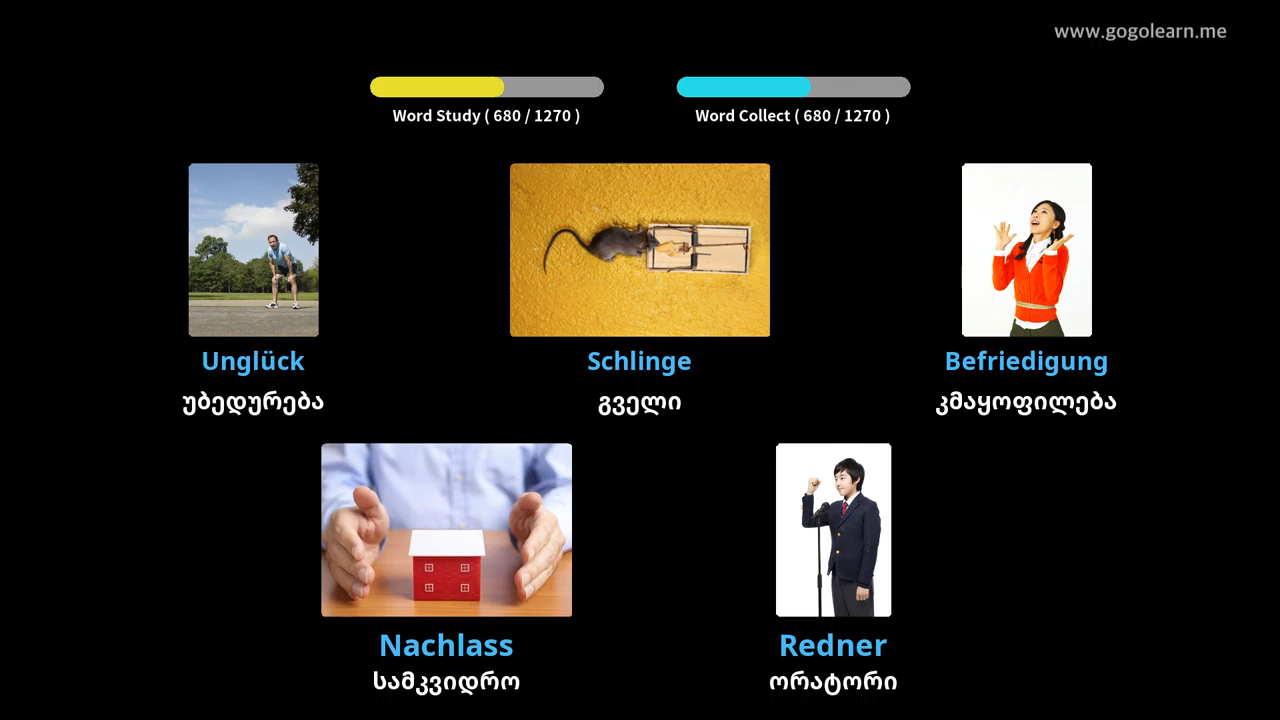 www.gogolearn.me
Word Study ( 680 / 1270 )
Word Collect ( 680 / 1270 )
Unglück
Schlinge
Befriedigung
უბედურება
გველი
კმაყოფილება
Nachlass
Redner
სამკვიდრო
ორატორი